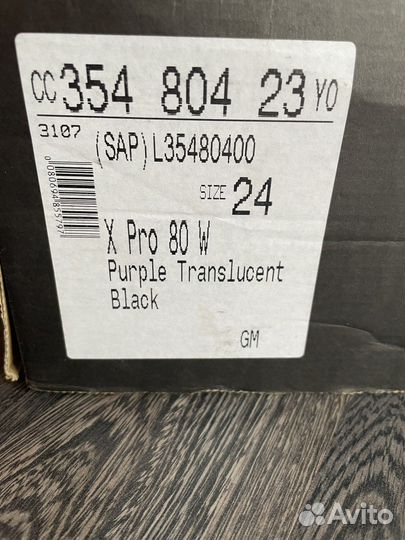 CC 354 804 23 YO
3107
(SAP)L35480400
SIZE 24
X Pro 80 W
Purple Translucent
Black
GM
Avito